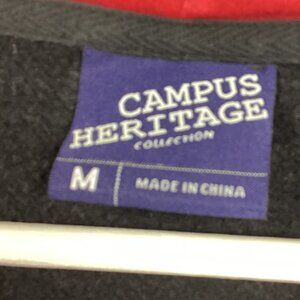 CAMPUS
HERITAGE
COLLECTION
M
MADE IN CHINA